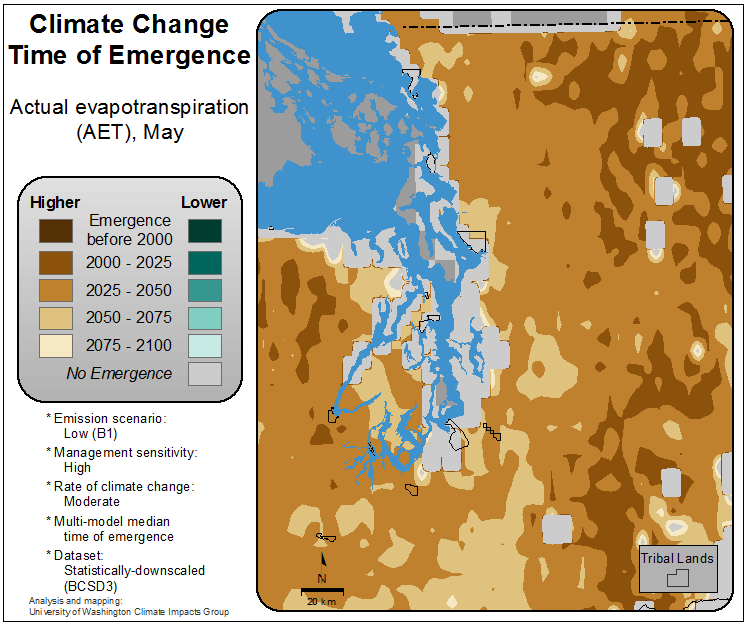 Climate Change
Time of Emergence
Actual evapotranspiration
(AET), May
Higher
Lower
Emergence
before 2000
2000 - 2025
2025 - 2050
2050 - 2075
2075 - 2100
No Emergence
* Emission scenario:
Low (B1)
* Management sensitivity:
High
* Rate of climate change:
Moderate
* Multi-model median
time of emergence
* Dataset:
Statistically-downscaled
(BCSD3)
Analysis and mapping:
University of Washington Climate Impacts Group
N
20 km
Tribal Lands